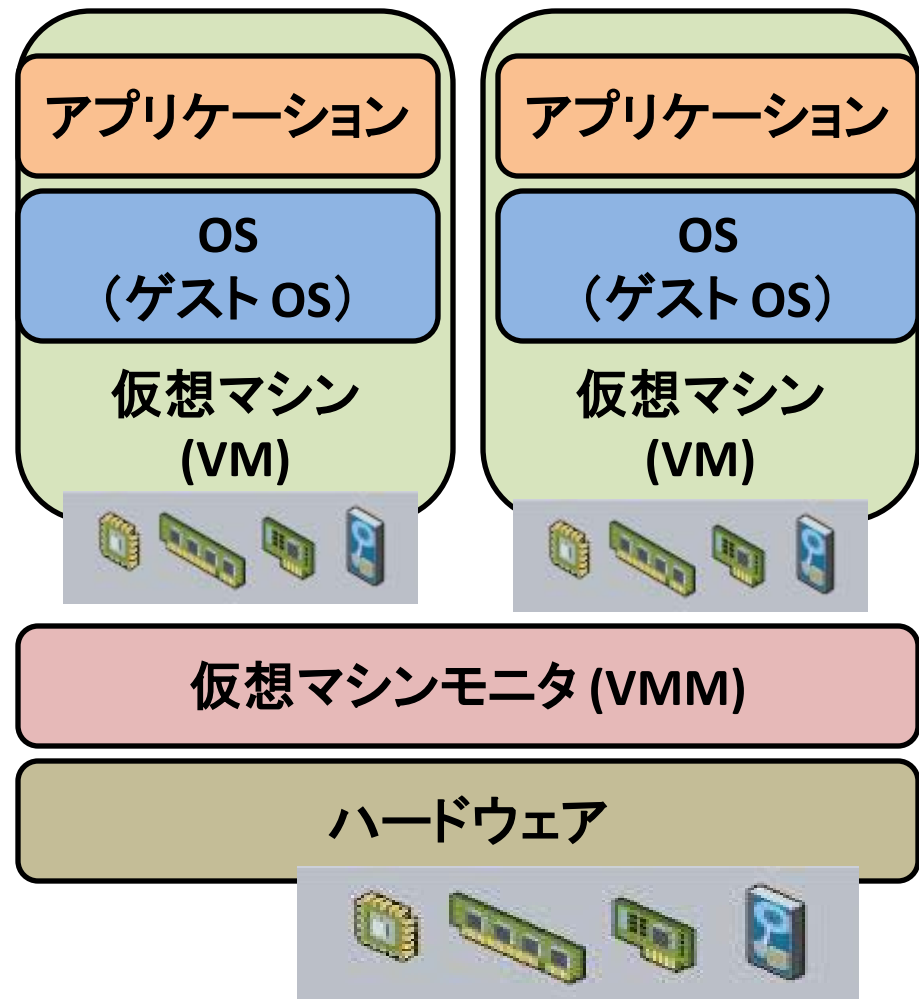 アプリケーション
OS
（ゲスト OS）
仮想マシン
(VM)
アプリケーション
OS
（ゲスト OS）
仮想マシン
(VM)
仮想マシンモニタ (VMM)
ハードウェア